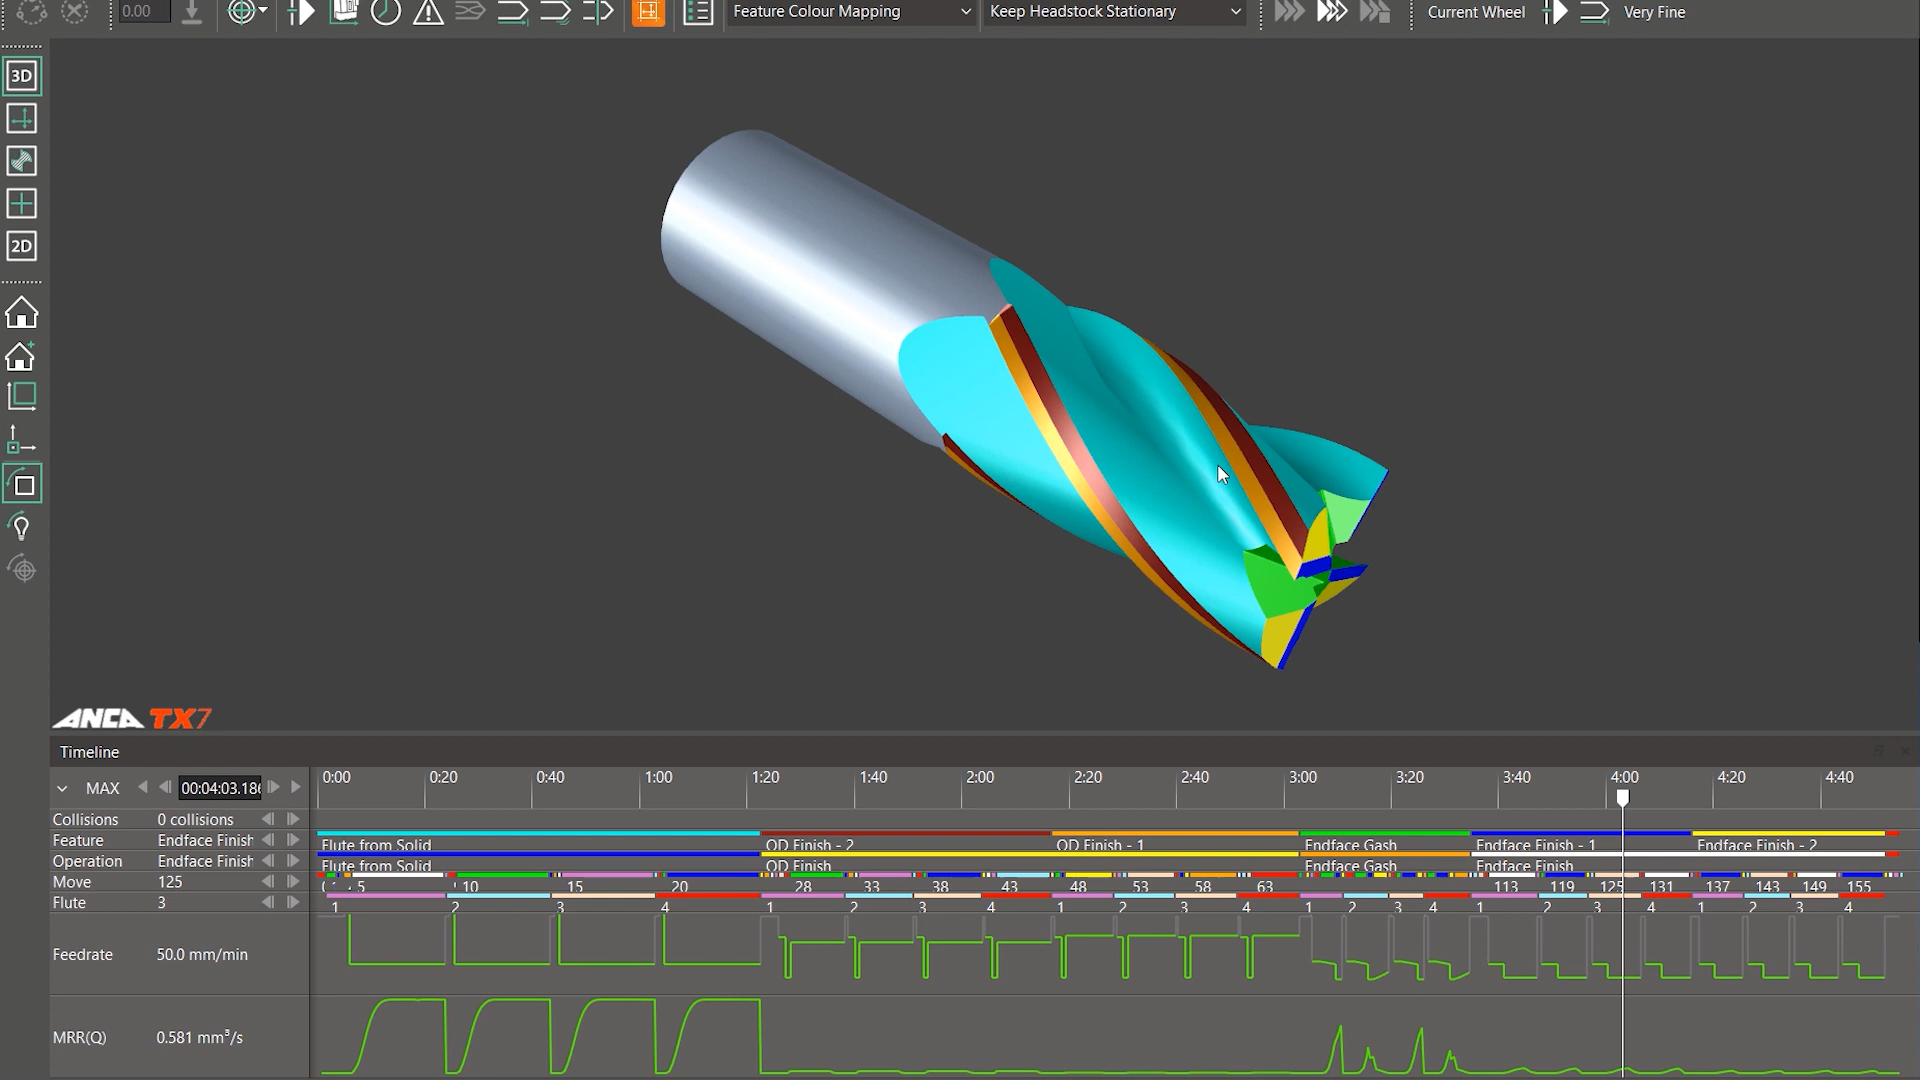 0.00 Feature Colour Mapping Keep Headstock Stationary Current Wheel Very Fine
3D
2D
ANCA TX7
Timeline
MAX 00:04:03.186 0:00 0:20 0:40 1:00 1:20 1:40 2:00 2:20 2:40 3:00 3:20 3:40 4:00 4:20 4:40
Collisions 0 collisions
Feature Endface Finish Flute from Solid OD Finish - 2 OD Finish - 1 Endface Gash Endface Finish - 1 Endface Finish - 2
Operation Endface Finish Flute from Solid OD Finish Endface Gash Endface Finish
Move 125 5 10 15 20 28 33 38 43 48 53 58 63 113 119 125 131 137 143 149 155
Flute 3 1 2 3 4 1 2 3 4 1 2 3 4 1 2 3 4 1 2 3 4 1 2 3 4
Feedrate 50.0 mm/min
MRR(Q) 0.581 mm³/s